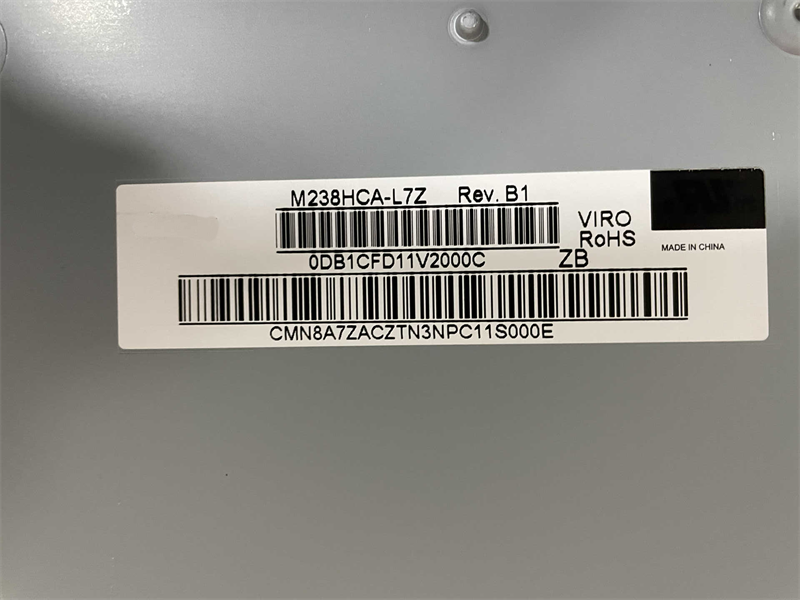 M238HCA-L7Z Rev. B1
VIRO
RoHS
MADE IN CHINA
0DB1CFD11V2000C
ZB
CMN8A7ZACZTN3NPC11S000E